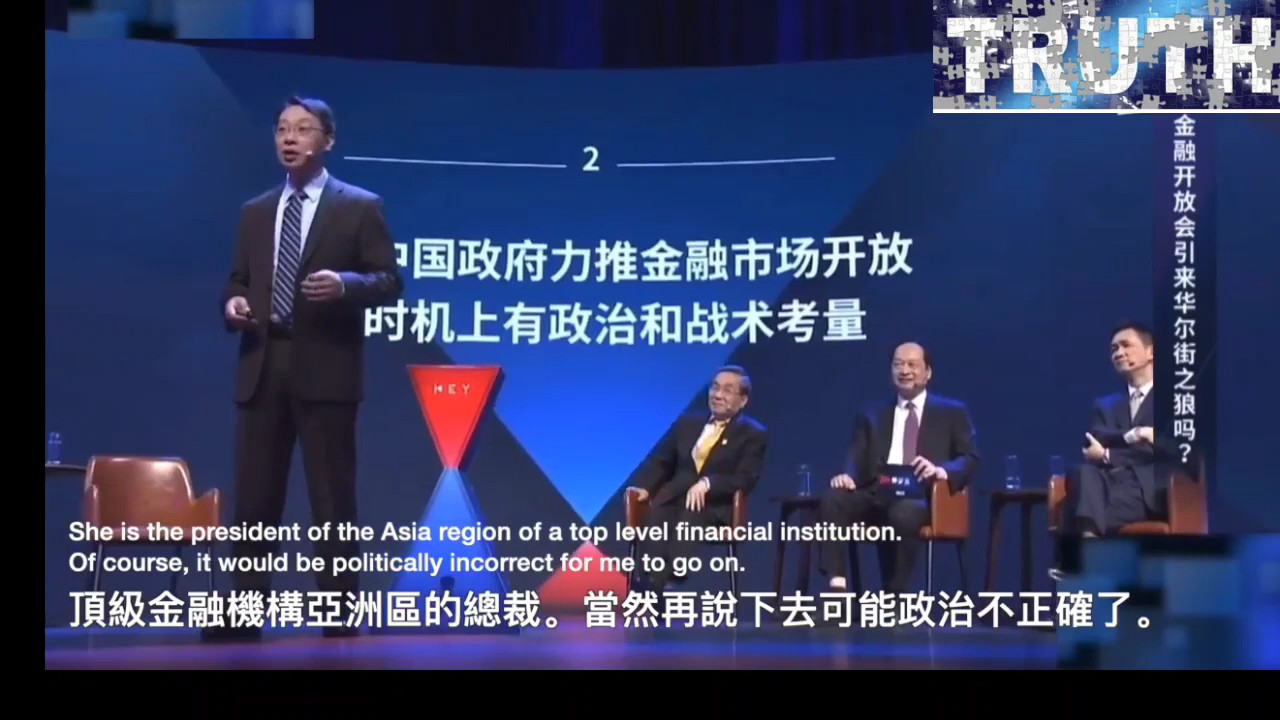 TRUTH
2
中国政府力推金融市场开放
时机上有政治和战术考量
金融开放会引来华尔街之狼吗？
HEY
She is the president of the Asia region of a top level financial institution.
Of course, it would be politically incorrect for me to go on.
頂級金融機構亞洲區的總裁。當然再說下去可能政治不正確了。